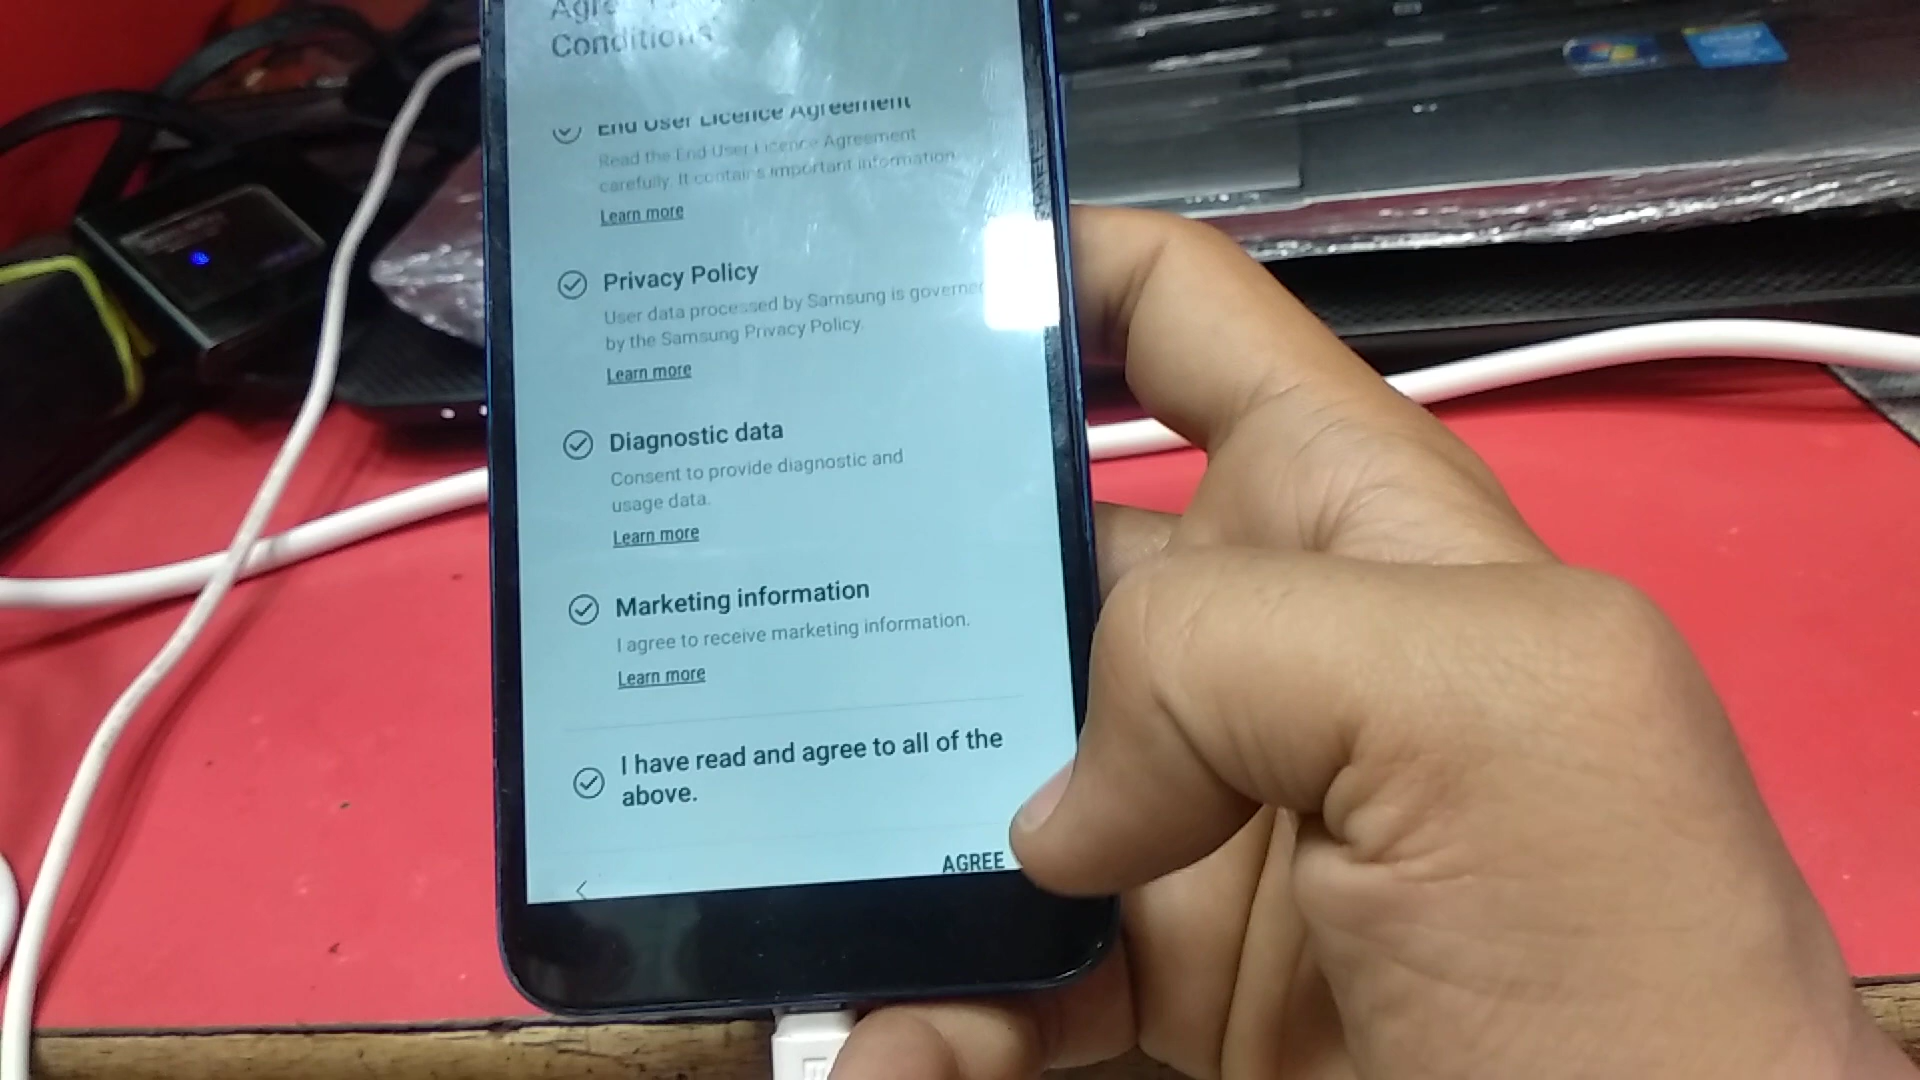 Conditions
End User Licence Agreement
Read the End User Licence Agreement
carefully. It contains important information.
Learn more
Privacy Policy
User data processed by Samsung is governed
by the Samsung Privacy Policy.
Learn more
Diagnostic data
Consent to provide diagnostic and
usage data.
Learn more
Marketing information
I agree to receive marketing information.
Learn more
I have read and agree to all of the
above.
AGREE